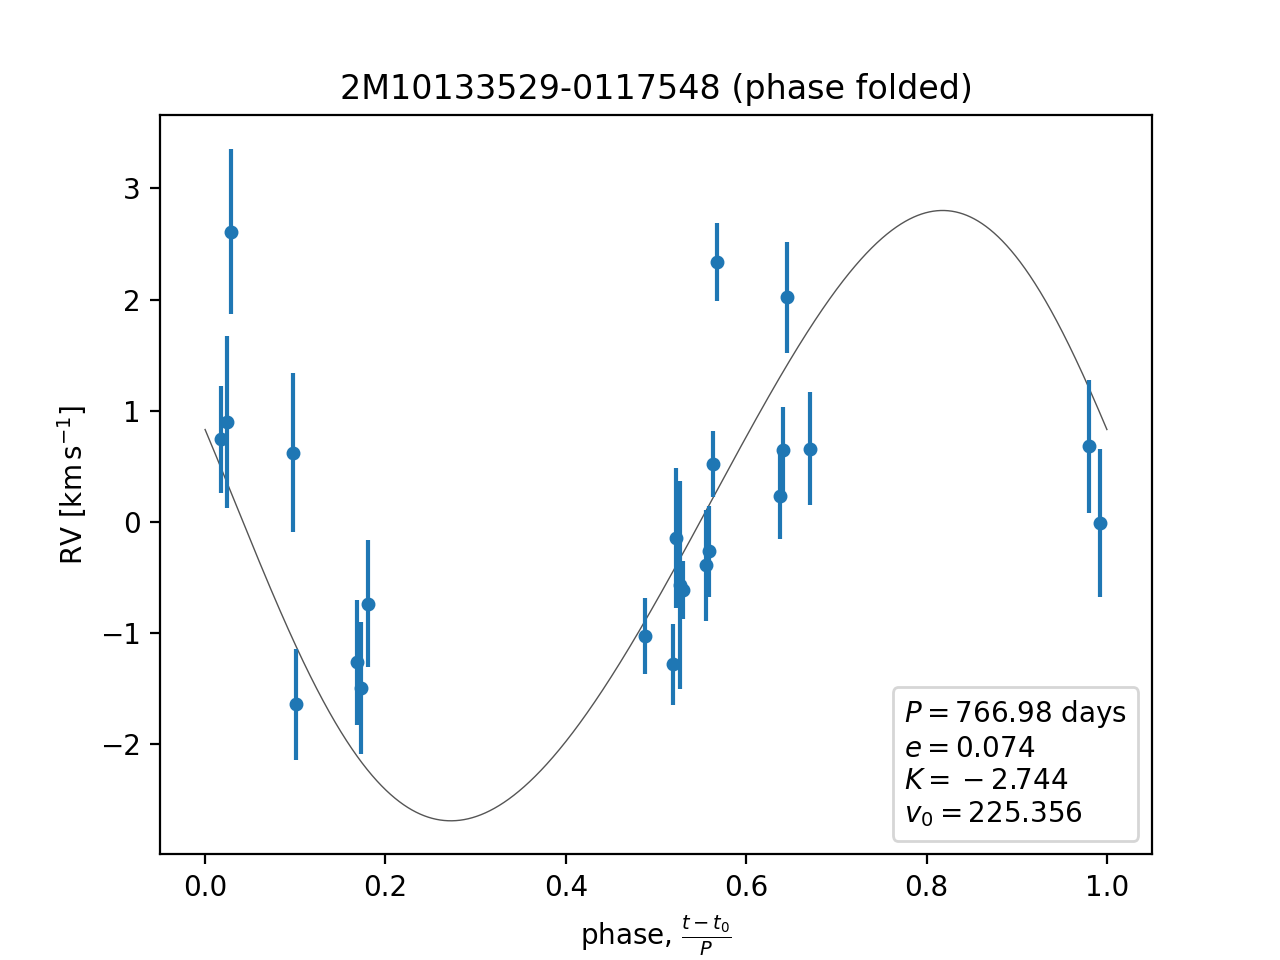 2M10133529-0117548 (phase folded)
3
2
1
0
−1
−2
RV [km s⁻¹]
P = 766.98 days
e = 0.074
K = −2.744
v₀ = 225.356
0.0 0.2 0.4 0.6 0.8 1.0
phase, (t − t₀)/P